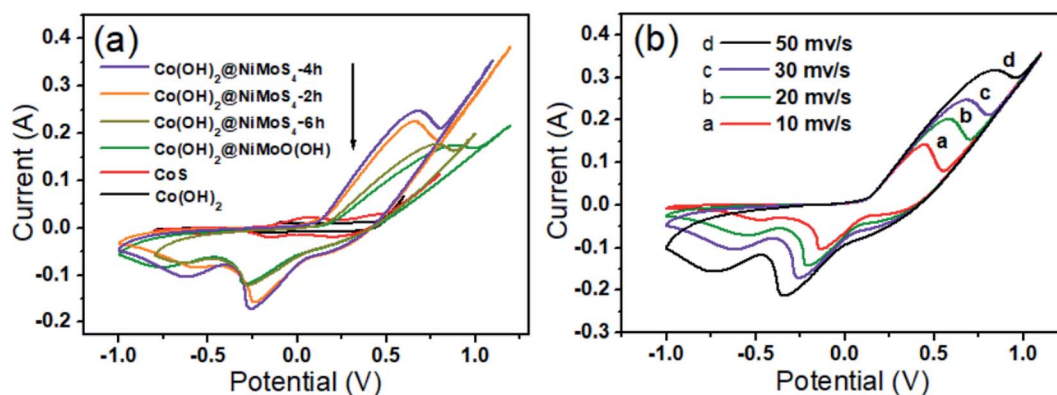 (a)
Co(OH)₂@NiMoS₄-4h
Co(OH)₂@NiMoS₄-2h
Co(OH)₂@NiMoS₄-6h
Co(OH)₂@NiMoO(OH)
CoS
Co(OH)₂
Current (A)
0.4
0.3
0.2
0.1
0.0
-0.1
-0.2
-1.0 -0.5 0.0 0.5 1.0
Potential (V)
(b)
d 50 mv/s
c 30 mv/s
b 20 mv/s
a 10 mv/s
d
c
b
a
Current (A)
0.4
0.3
0.2
0.1
0.0
-0.1
-0.2
-0.3
-1.0 -0.5 0.0 0.5 1.0
Potential (V)